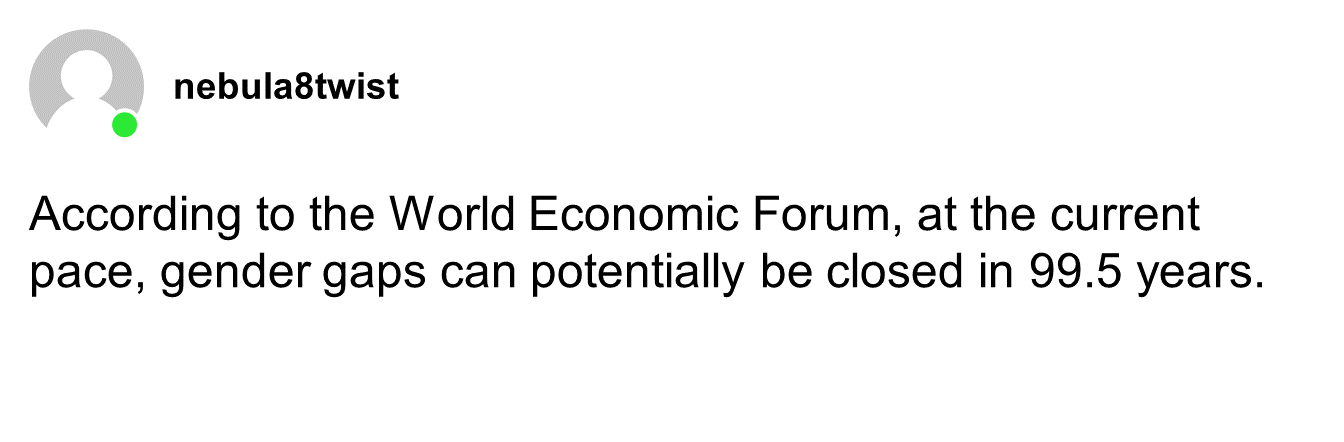 nebula8twist
According to the World Economic Forum, at the current
pace, gender gaps can potentially be closed in 99.5 years.